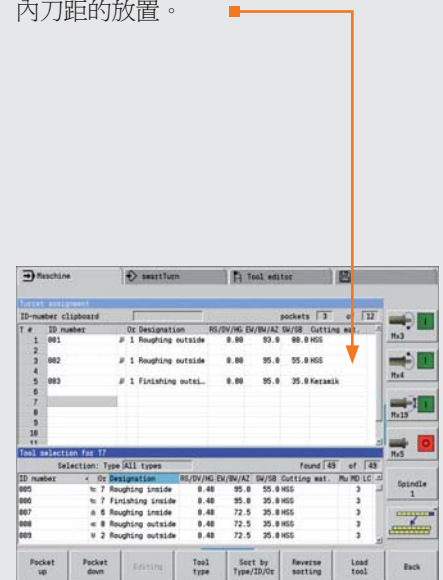 內刀距的放置。
Maschine smartTurn Tool editor
Turret assignment
ID-number clipboard pockets 3 of 12
T # ID number Or Designation RS/DV/HG EW/BW/AZ SW/SB Cutting mat.
1 001 1 Roughing outside 0.80 93.0 80.0 HSS
2
3 002 1 Roughing outside 0.80 95.0 55.0 HSS
4
5 003 1 Finishing outsi... 0.80 95.0 35.0 Keramik
6
7
8
9
10
11
Mx3
Mx4
Mx19
MxS
Tool selection for T7
Selection: Type All types found 49 of 49
ID number < Or Designation RS/DV/HG EW/BW/AZ SW/SB Cutting mat. Mu MD LC
005 7 Roughing inside 0.40 95.0 55.0 HSS 3
006 7 Finishing inside 0.40 95.0 35.0 HSS 3
007 6 Roughing inside 0.40 72.5 35.0 HSS 3
008 8 Roughing outside 0.40 72.5 35.0 HSS 3
009 2 Roughing outside 0.40 72.5 35.0 HSS 3
Spindle
1
Pocket up Pocket down Editing Tool type Sort by Type/ID/Or Reverse sorting Load tool Back